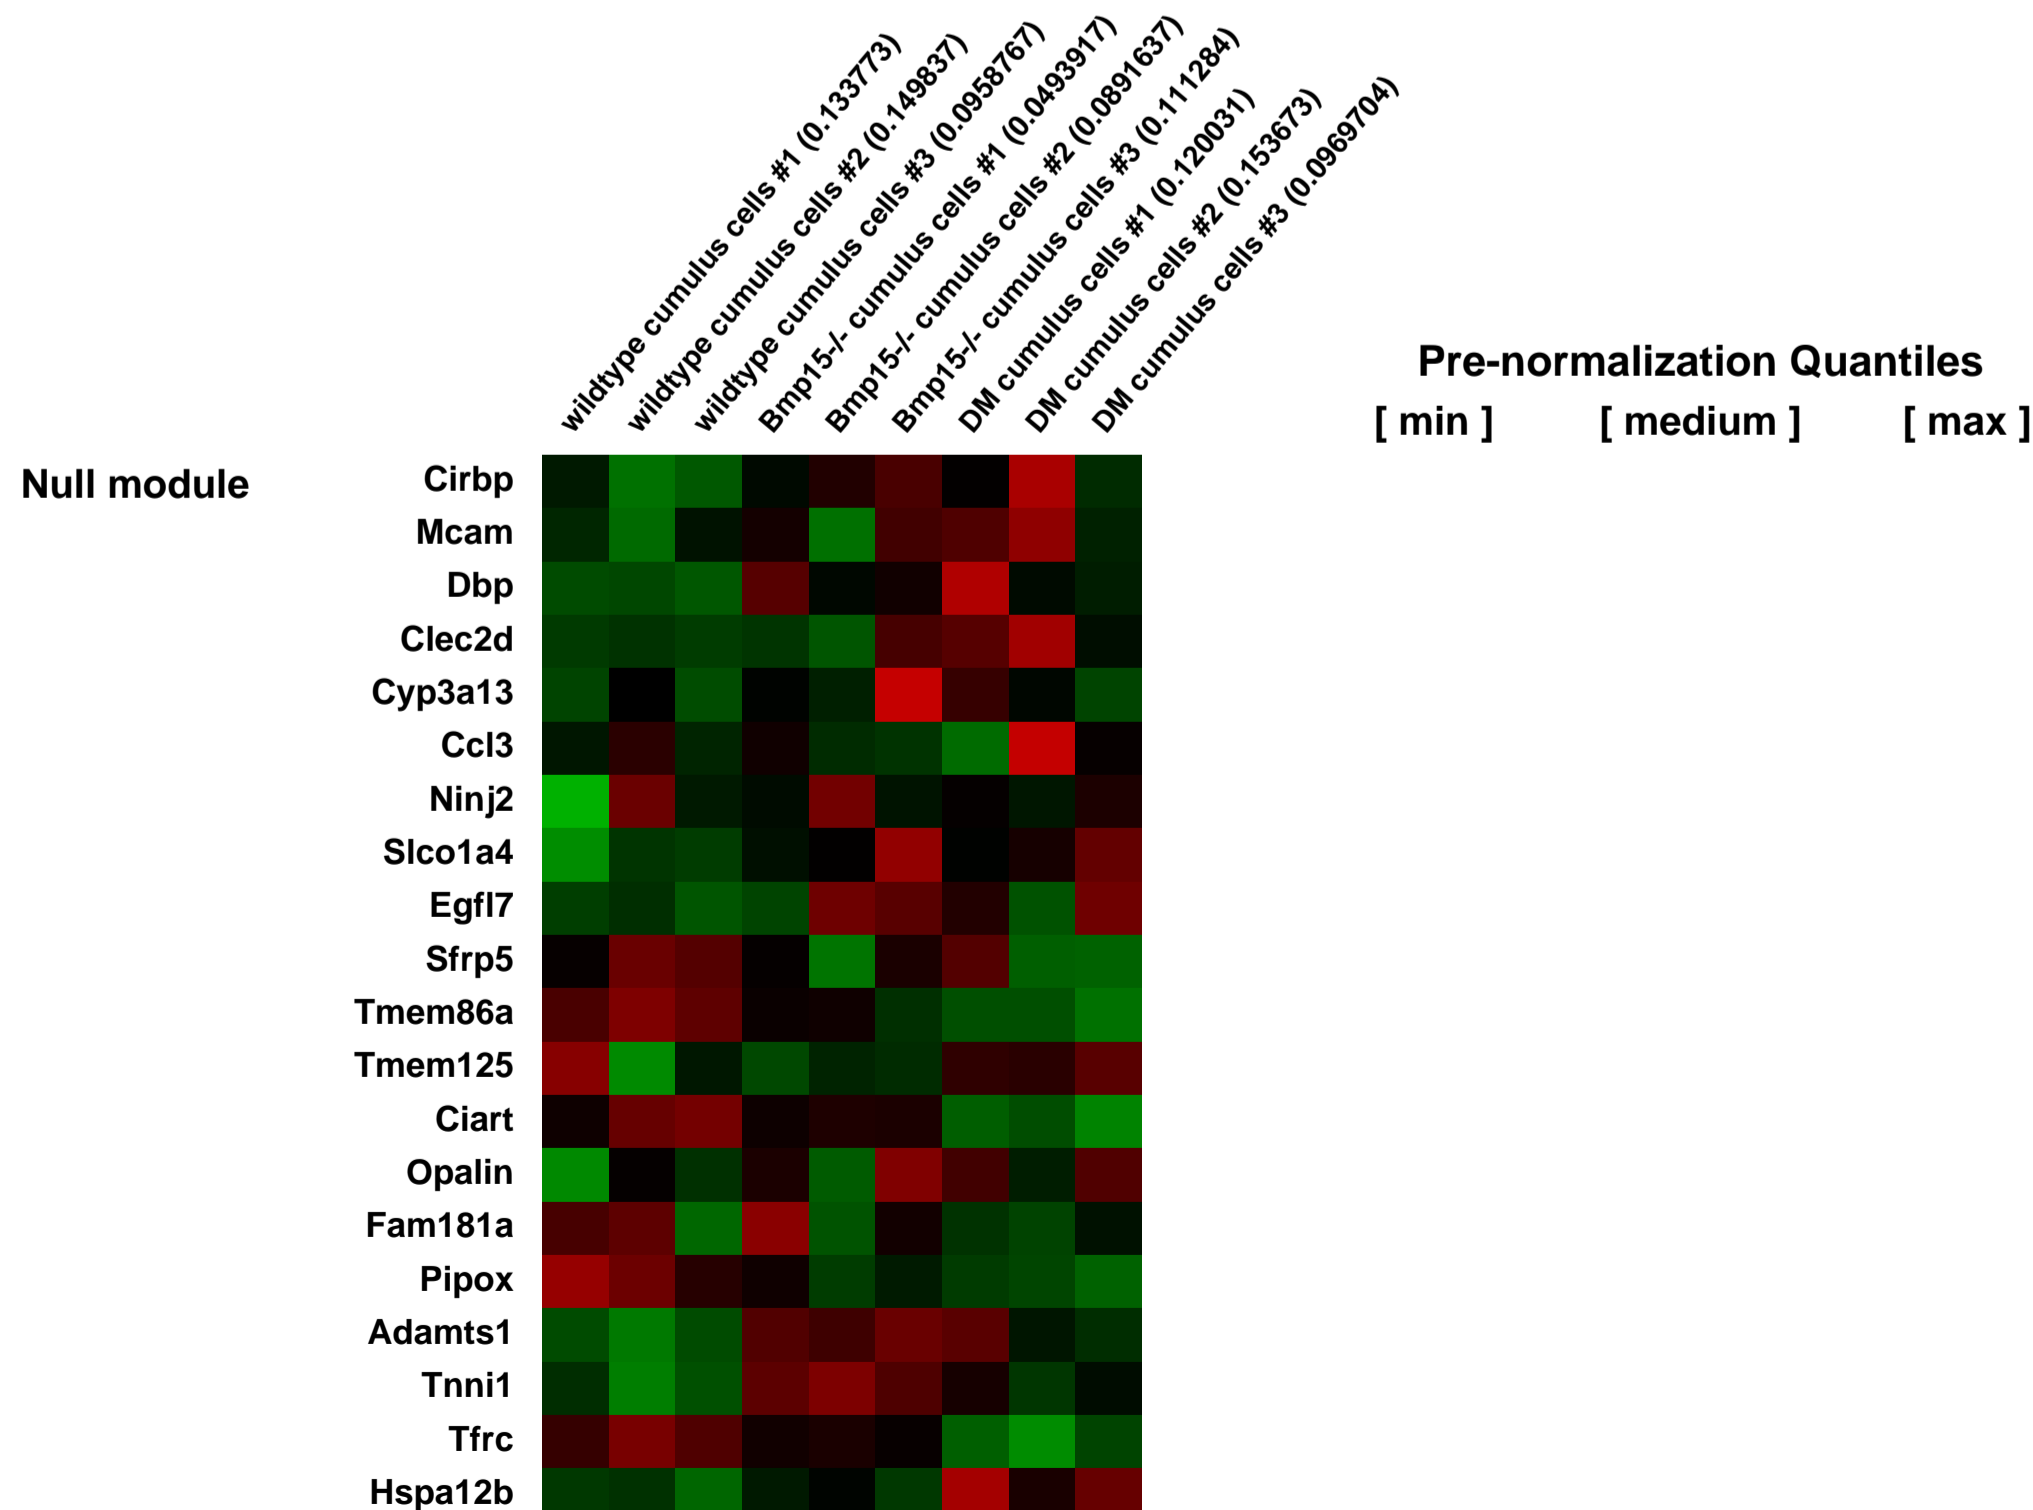 wildtype cumulus cells #1 (0.133773)
wildtype cumulus cells #2 (0.149837)
wildtype cumulus cells #3 (0.0958767)
Bmp15-/- cumulus cells #1 (0.0493917)
Bmp15-/- cumulus cells #2 (0.0891637)
Bmp15-/- cumulus cells #3 (0.111284)
DM cumulus cells #1 (0.120031)
DM cumulus cells #2 (0.153673)
DM cumulus cells #3 (0.0969704)
Pre-normalization Quantiles
[ min ] [ medium ] [ max ]
Null module
Cirbp
Mcam
Dbp
Clec2d
Cyp3a13
Ccl3
Ninj2
Slco1a4
Egfl7
Sfrp5
Tmem86a
Tmem125
Ciart
Opalin
Fam181a
Pipox
Adamts1
Tnni1
Tfrc
Hspa12b